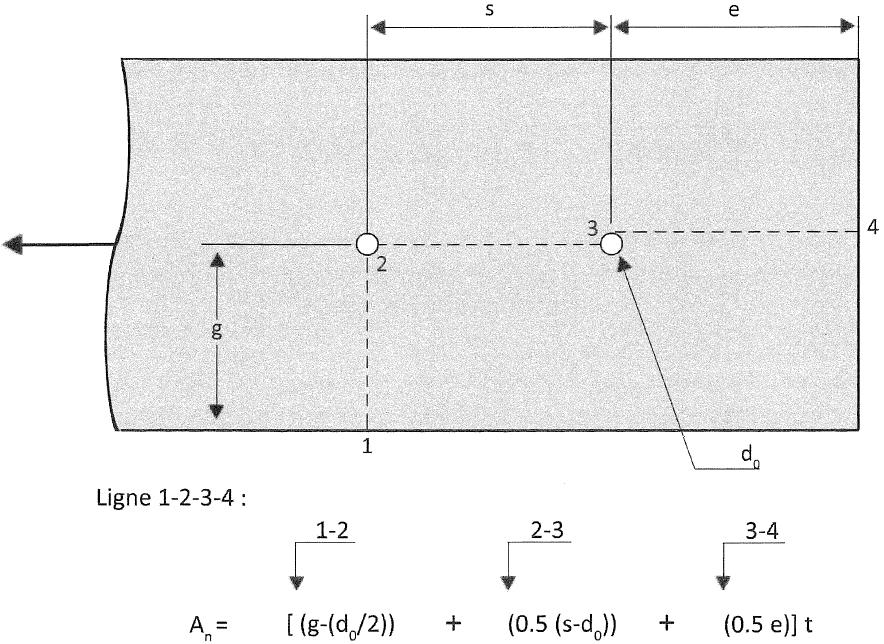 s e
3 4
2
g
1
d₀
Ligne 1-2-3-4 :
1-2 2-3 3-4
Aₙ = [ (g-(d₀/2)) + (0.5 (s-d₀)) + (0.5 e)] t